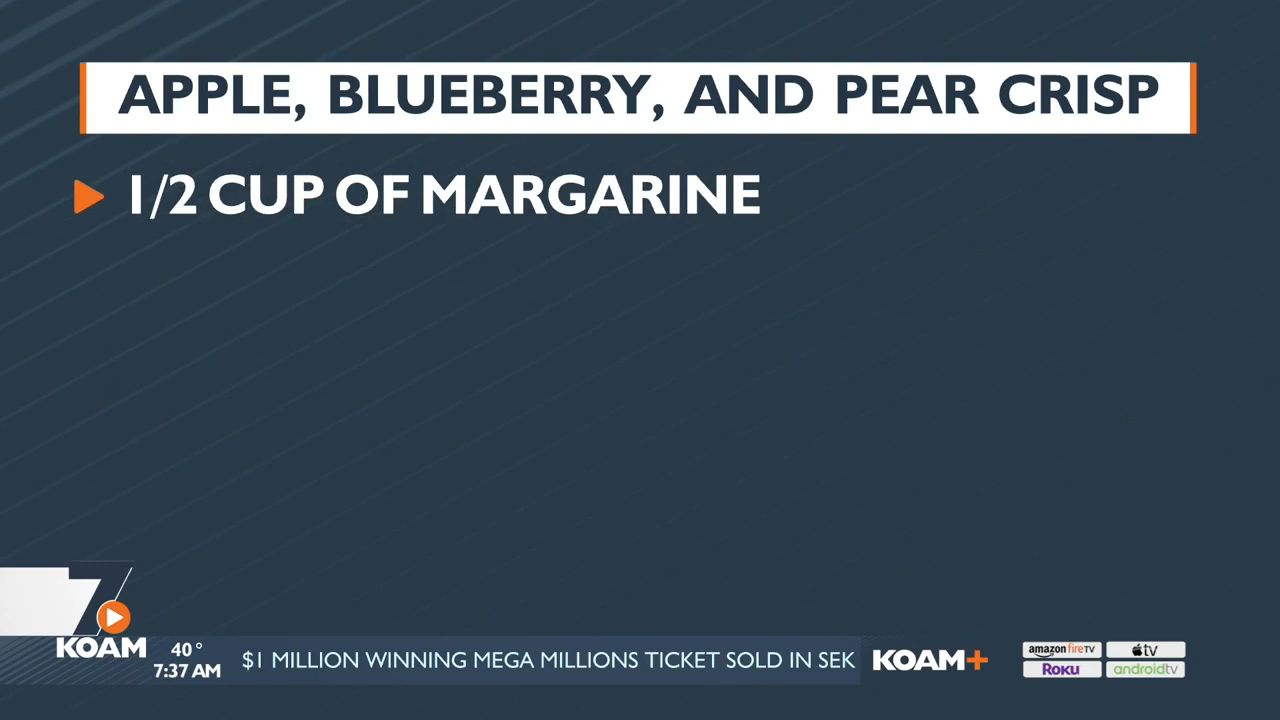 APPLE, BLUEBERRY, AND PEAR CRISP
1/2 CUP OF MARGARINE
7
KOAM
40°
7:37 AM
$1 MILLION WINNING MEGA MILLIONS TICKET SOLD IN SEK
KOAM+
amazon fireTV
tv
ROKU
androidtv